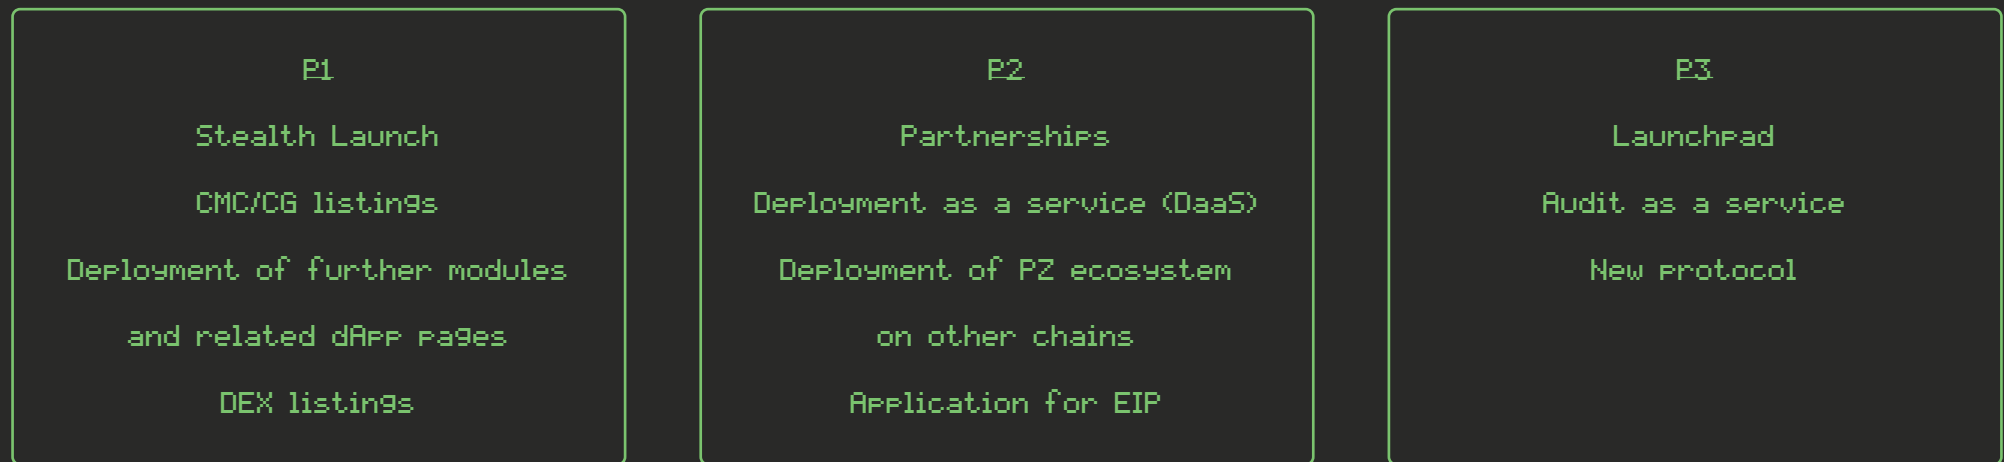 P1
Stealth Launch
CMC/CG listings
Deployment of further modules
and related dApp pages
DEX listings
P2
Partnerships
Deployment as a service (DaaS)
Deployment of PZ ecosystem
on other chains
Application for EIP
P3
Launchpad
Audit as a service
New protocol